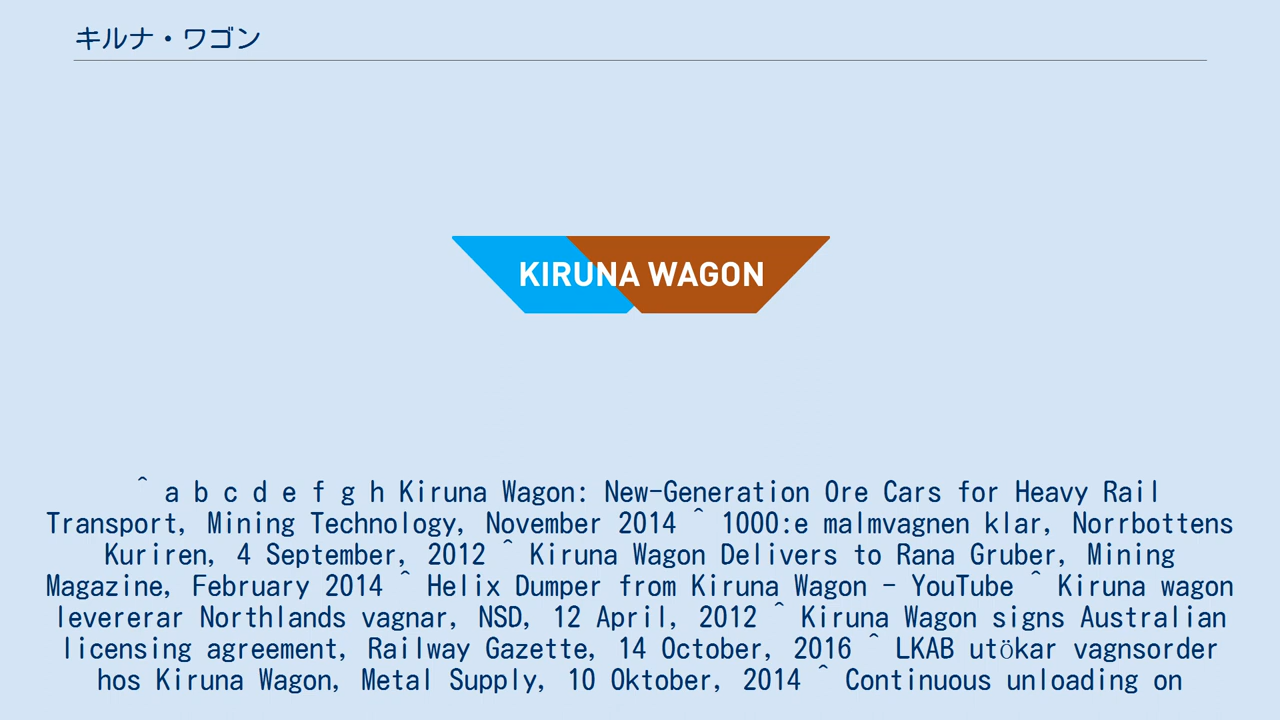 キルナ・ワゴン
KIRUNA WAGON
^ a b c d e f g h Kiruna Wagon: New-Generation Ore Cars for Heavy Rail
Transport, Mining Technology, November 2014 ^ 1000:e malmvagnen klar, Norrbottens
Kuriren, 4 September, 2012 ^ Kiruna Wagon Delivers to Rana Gruber, Mining
Magazine, February 2014 ^ Helix Dumper from Kiruna Wagon - YouTube ^ Kiruna wagon
levererar Northlands vagnar, NSD, 12 April, 2012 ^ Kiruna Wagon signs Australian
licensing agreement, Railway Gazette, 14 October, 2016 ^ LKAB utökar vagnsorder
hos Kiruna Wagon, Metal Supply, 10 Oktober, 2014 ^ Continuous unloading on